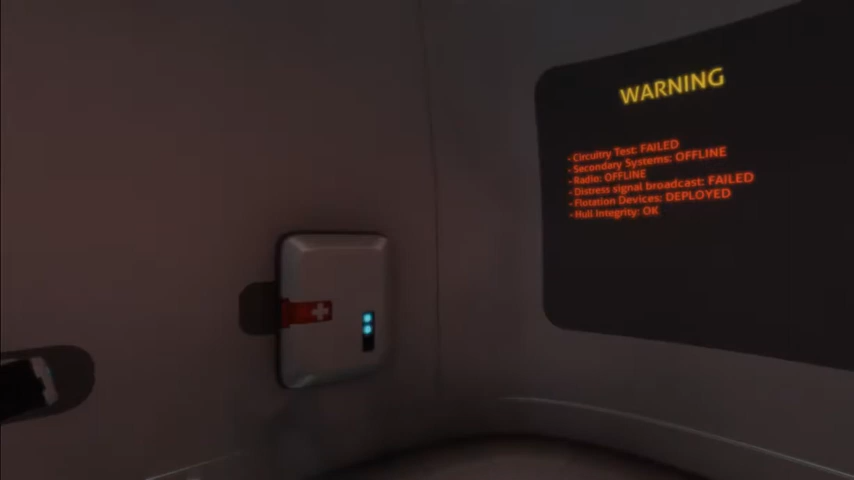 WARNING
- Circuitry Test: FAILED
- Secondary Systems: OFFLINE
- Radio: OFFLINE
- Distress signal broadcast: FAILED
- Flotation Devices: DEPLOYED
- Hull Integrity: OK